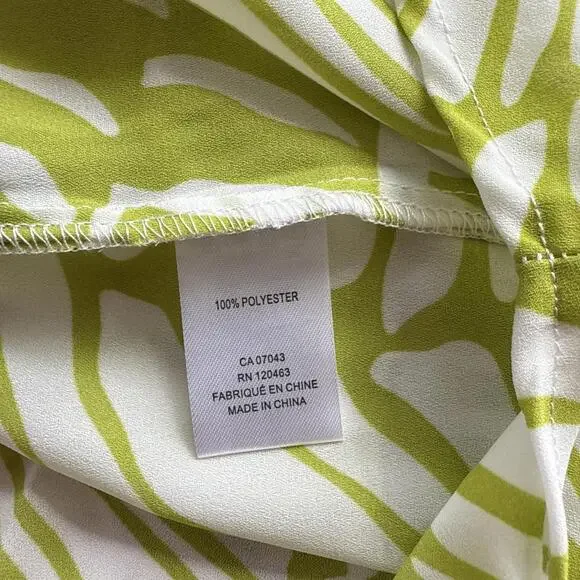 100% POLYESTER
CA 07043
RN 120463
FABRIQUÉ EN CHINE
MADE IN CHINA